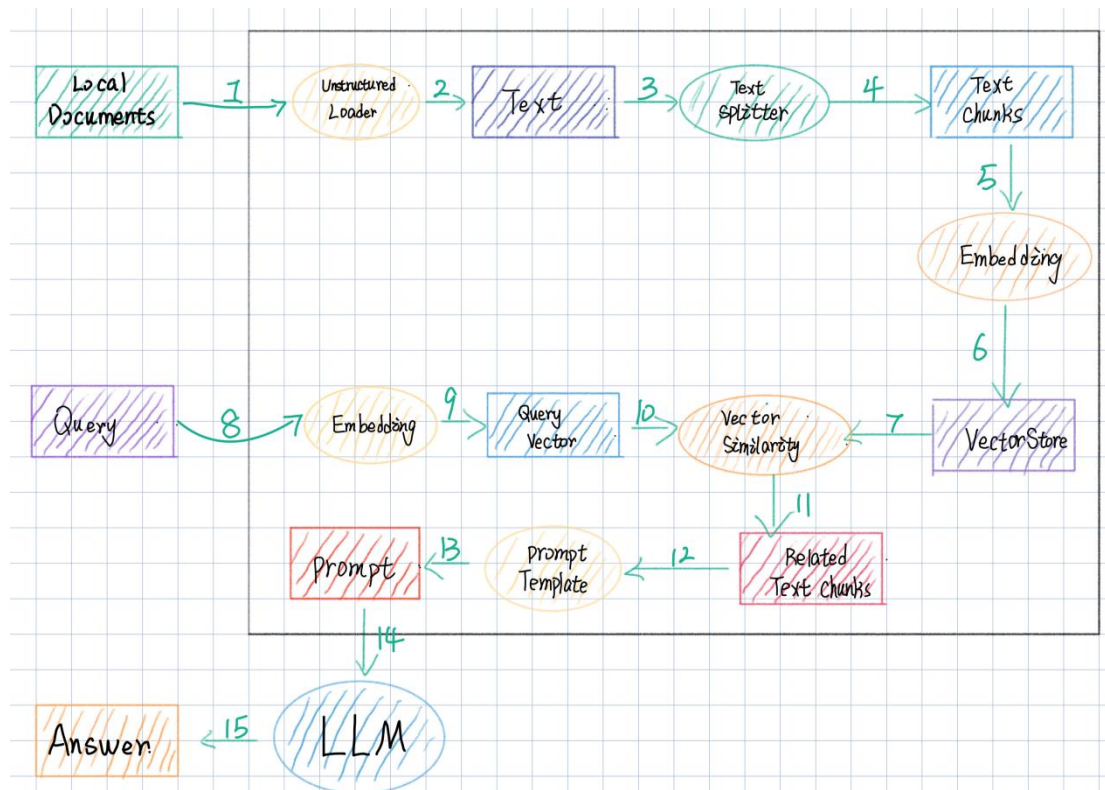 Local
Documents
1
Unstructured
Loader
2
Text
3
Text
Splitter
4
Text
Chunks
5
Embedding
6
Query
8
Embedding
9
Query
Vector
10
Vector
Similarity
7
VectorStore
11
Prompt
13
Prompt
Template
12
Related
Text Chunks
14
LLM
15
Answer